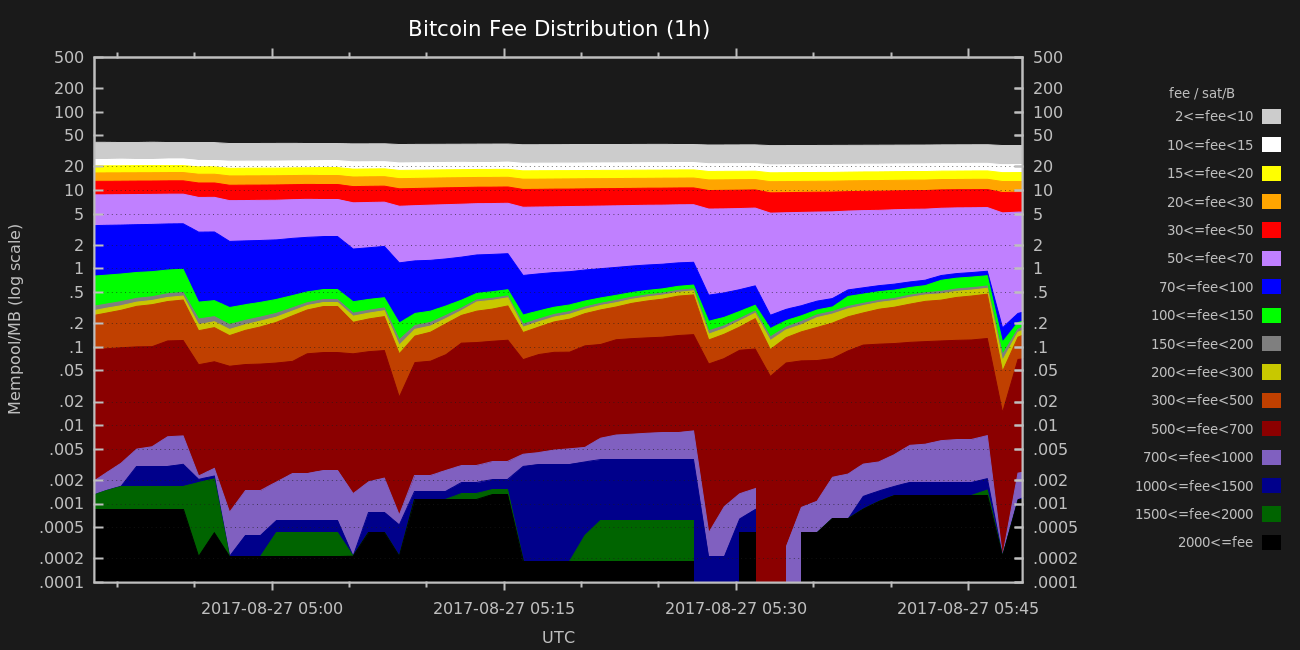 Bitcoin Fee Distribution (1h)
500
200
100
50
20
10
5
2
1
.5
.2
.1
.05
.02
.01
.005
.002
.001
.0005
.0002
.0001
Mempool/MB (log scale)
500
200
100
50
20
10
5
2
1
.5
.2
.1
.05
.02
.01
.005
.002
.001
.0005
.0002
.0001
2017-08-27 05:00
2017-08-27 05:15
2017-08-27 05:30
2017-08-27 05:45
UTC
fee / sat/B
2<=fee<10
10<=fee<15
15<=fee<20
20<=fee<30
30<=fee<50
50<=fee<70
70<=fee<100
100<=fee<150
150<=fee<200
200<=fee<300
300<=fee<500
500<=fee<700
700<=fee<1000
1000<=fee<1500
1500<=fee<2000
2000<=fee